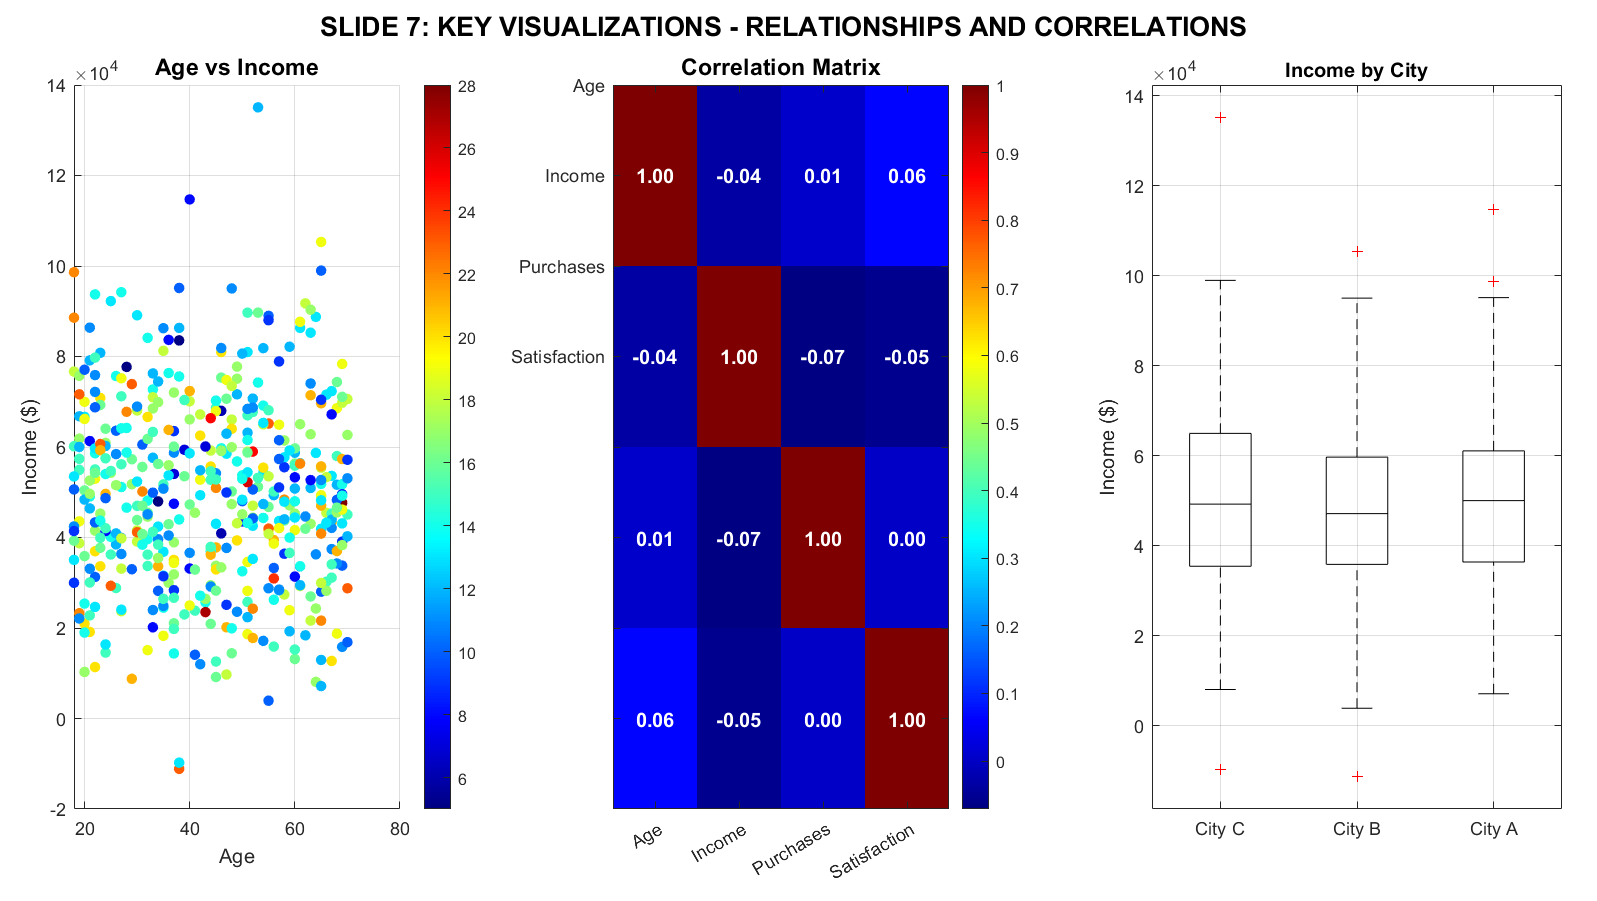 SLIDE 7: KEY VISUALIZATIONS - RELATIONSHIPS AND CORRELATIONS
Age vs Income
×10⁴
14
12
10
8
6
4
2
0
-2
20 40 60 80
Age
Income ($)
28
26
24
22
20
18
16
14
12
10
8
6
Correlation Matrix
Age
Income
Purchases
Satisfaction
1.00 -0.04 0.01 0.06
-0.04 1.00 -0.07 -0.05
0.01 -0.07 1.00 0.00
0.06 -0.05 0.00 1.00
Age Income Purchases Satisfaction
1
0.9
0.8
0.7
0.6
0.5
0.4
0.3
0.2
0.1
0
Income by City
×10⁴
14
12
10
8
6
4
2
0
Income ($)
City C City B City A